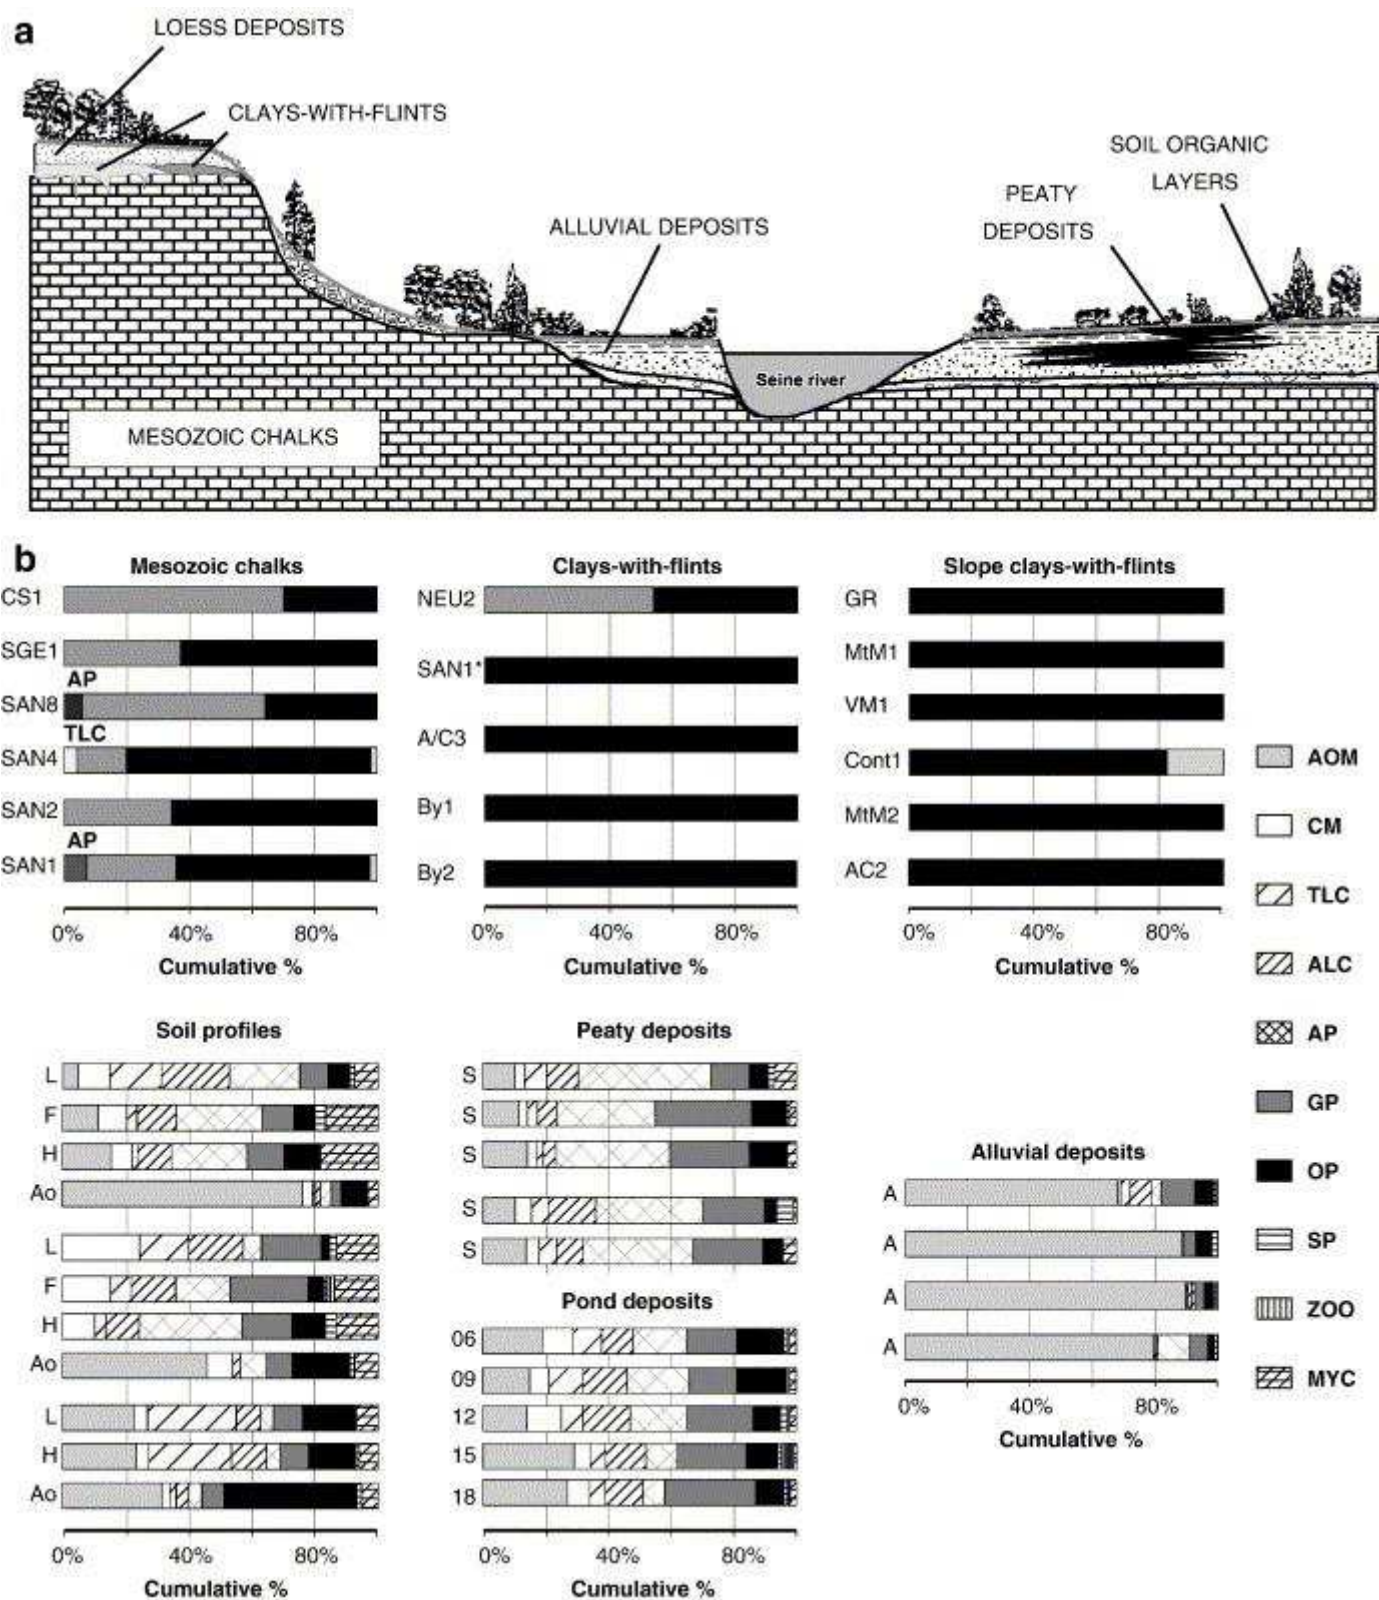 a
LOESS DEPOSITS
CLAYS-WITH-FLINTS
SOIL ORGANIC
LAYERS
PEATY
DEPOSITS
ALLUVIAL DEPOSITS
Seine river
MESOZOIC CHALKS
b
Mesozoic chalks
CS1
SGE1
AP
SAN8
TLC
SAN4
SAN2
AP
SAN1
0% 40% 80%
Cumulative %
Clays-with-flints
NEU2
SAN1*
A/C3
By1
By2
0% 40% 80%
Cumulative %
Slope clays-with-flints
GR
MtM1
VM1
Cont1
MtM2
AC2
0% 40% 80%
Cumulative %
AOM
CM
TLC
ALC
AP
GP
OP
SP
ZOO
MYC
Soil profiles
L
F
H
Ao
L
F
H
Ao
L
H
Ao
0% 40% 80%
Cumulative %
Peaty deposits
S
S
S
S
S
Pond deposits
06
09
12
15
18
0% 40% 80%
Cumulative %
Alluvial deposits
A
A
A
A
0% 40% 80%
Cumulative %